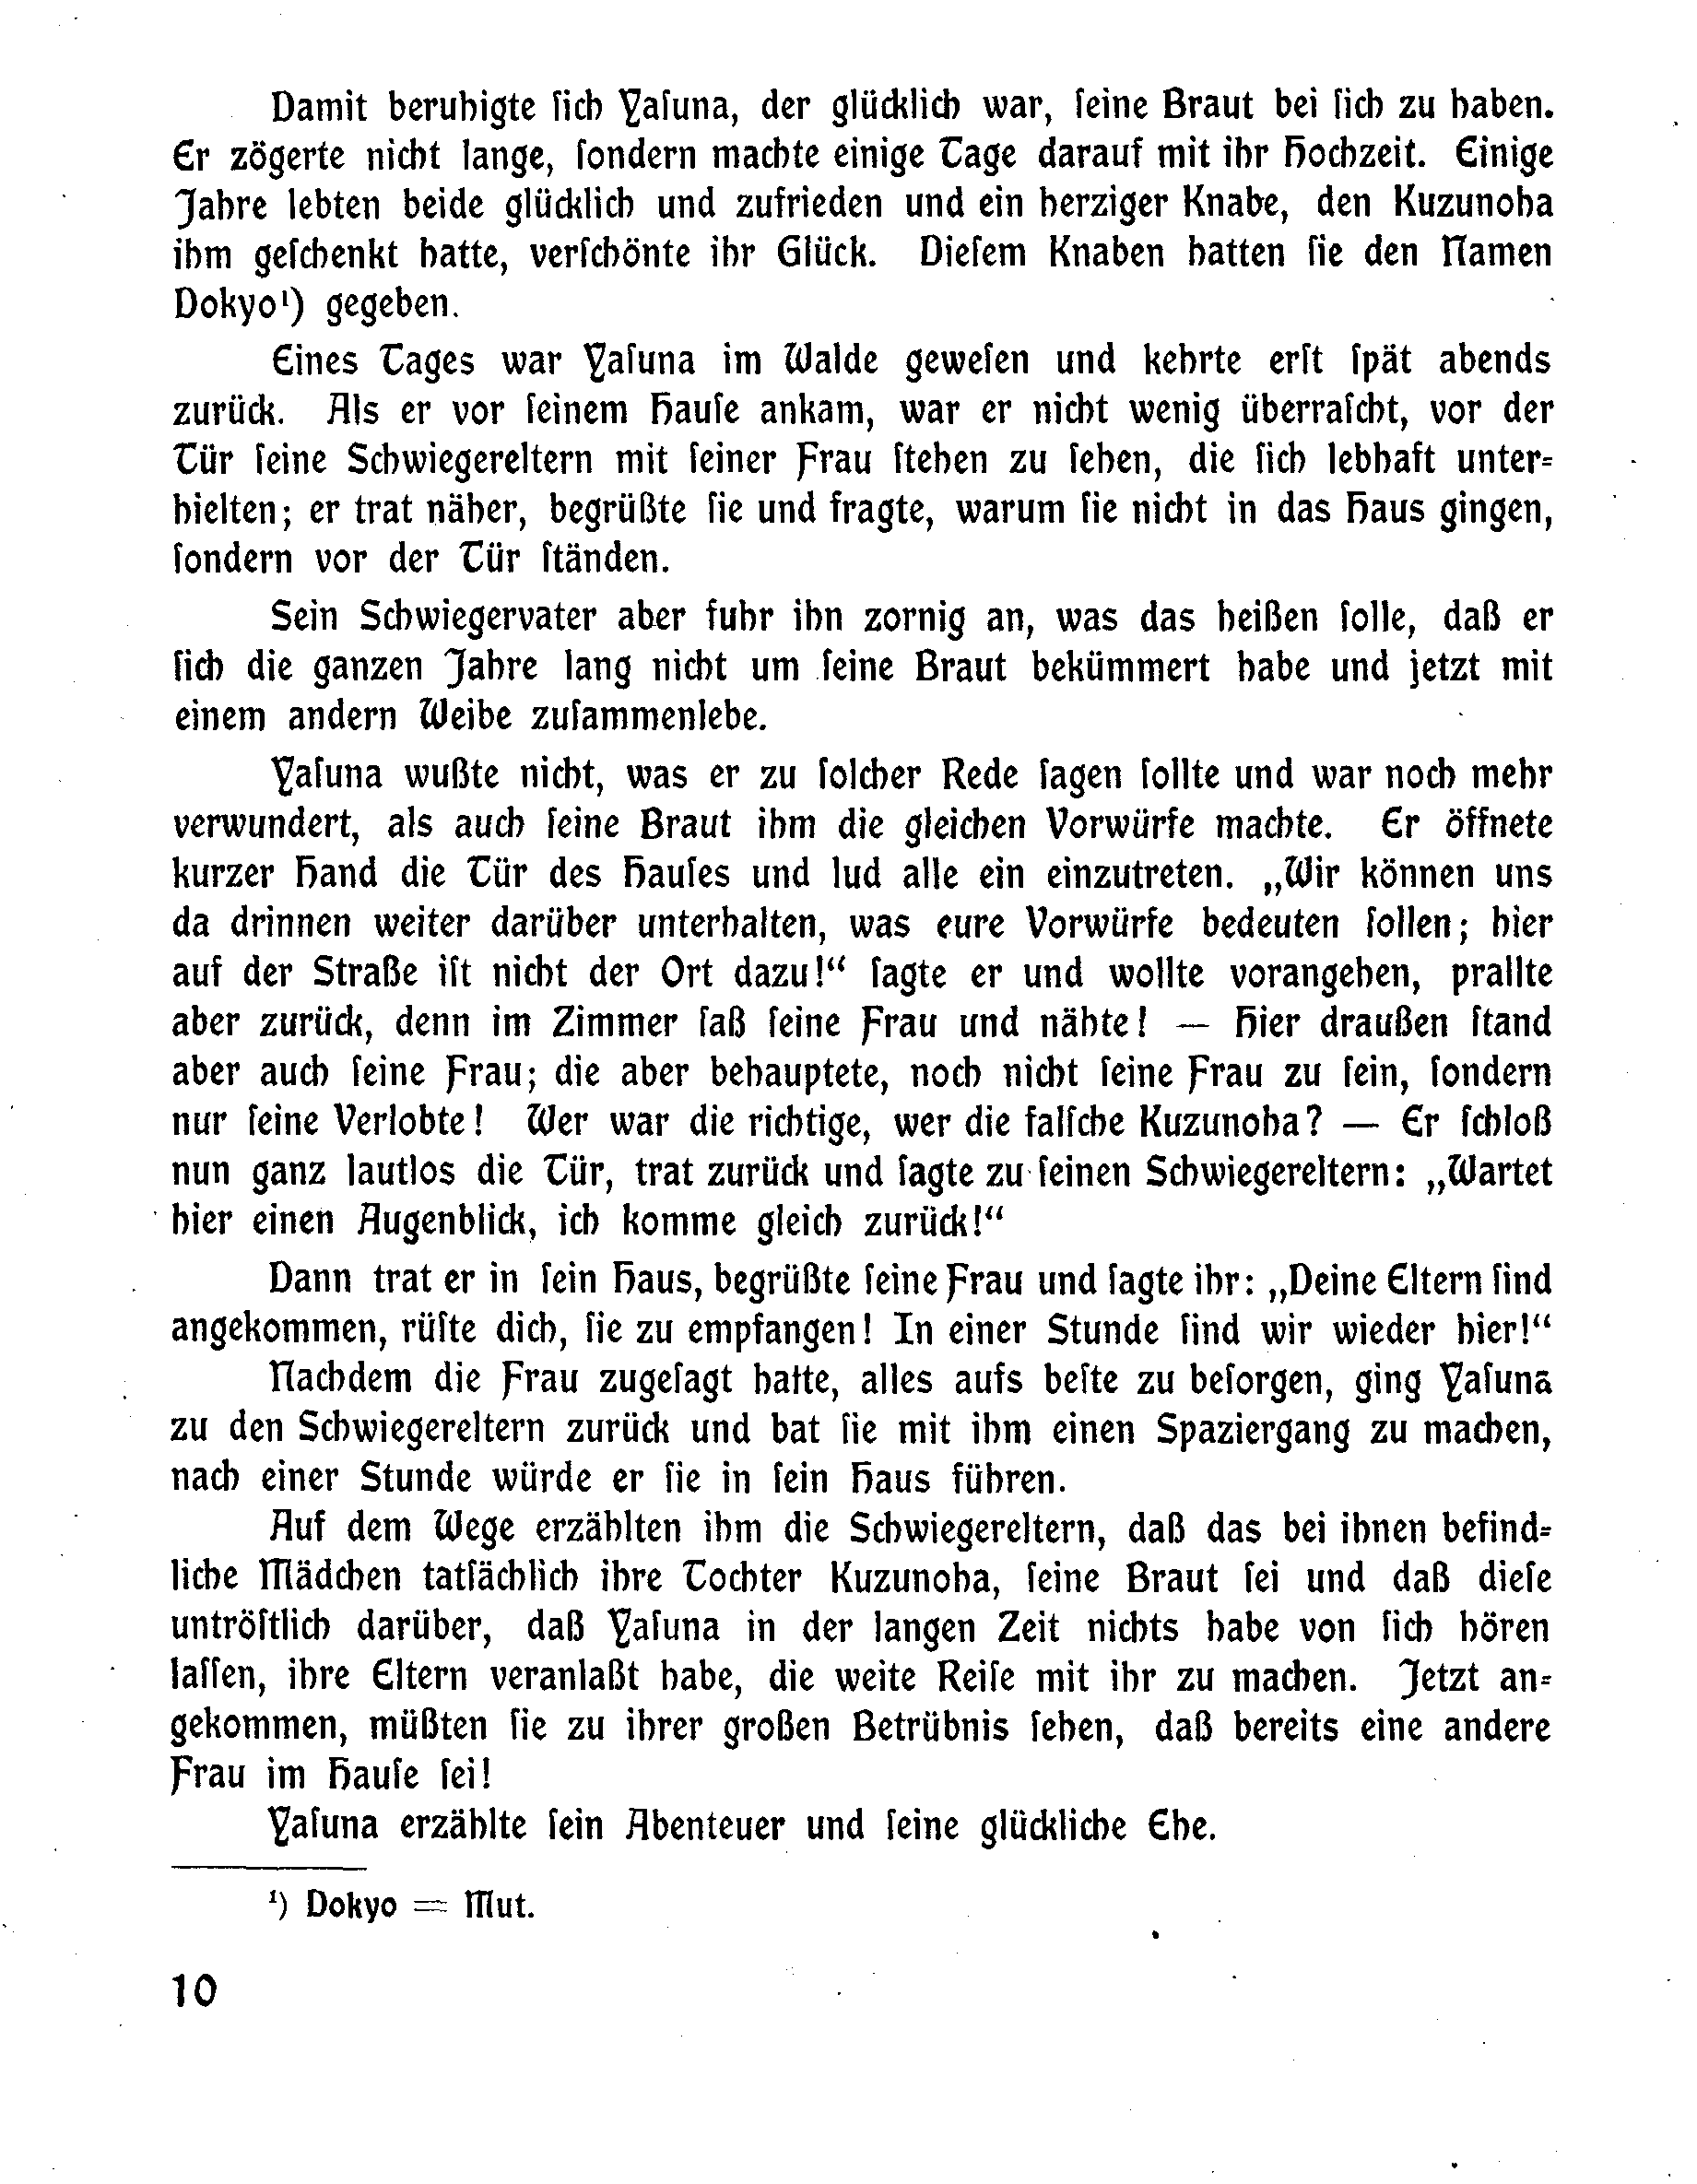 Damit beruhigte ſich Yaſuna, der glücklich war, ſeine Braut bei ſich zu haben.
Er zögerte nicht lange, ſondern machte einige Tage darauf mit ihr Hochzeit. Einige
Jahre lebten beide glücklich und zufrieden und ein herziger Knabe, den Kuzunoha
ihm geſchenkt hatte, verſchönte ihr Glück. Dieſem Knaben hatten ſie den Namen
Dokyo¹) gegeben.
Eines Tages war Yaſuna im Walde geweſen und kehrte erſt ſpät abends
zurück. Als er vor ſeinem Hauſe ankam, war er nicht wenig überraſcht, vor der
Tür ſeine Schwiegereltern mit ſeiner Frau ſtehen zu ſehen, die ſich lebhaft unter-
hielten; er trat näher, begrüßte ſie und fragte, warum ſie nicht in das Haus gingen,
ſondern vor der Tür ſtänden.
Sein Schwiegervater aber fuhr ihn zornig an, was das heißen ſolle, daß er
ſich die ganzen Jahre lang nicht um ſeine Braut bekümmert habe und jetzt mit
einem andern Weibe zuſammenlebe.
Yaſuna wußte nicht, was er zu ſolcher Rede ſagen ſollte und war noch mehr
verwundert, als auch ſeine Braut ihm die gleichen Vorwürfe machte. Er öffnete
kurzer Hand die Tür des Hauſes und lud alle ein einzutreten. „Wir können uns
da drinnen weiter darüber unterhalten, was eure Vorwürfe bedeuten ſollen; hier
auf der Straße iſt nicht der Ort dazu!“ ſagte er und wollte vorangehen, prallte
aber zurück, denn im Zimmer ſaß ſeine Frau und nähte! — Hier draußen ſtand
aber auch ſeine Frau; die aber behauptete, noch nicht ſeine Frau zu ſein, ſondern
nur ſeine Verlobte! Wer war die richtige, wer die falſche Kuzunoha? — Er ſchloß
nun ganz lautlos die Tür, trat zurück und ſagte zu ſeinen Schwiegereltern: „Wartet
hier einen Augenblick, ich komme gleich zurück!“
Dann trat er in ſein Haus, begrüßte ſeine Frau und ſagte ihr: „Deine Eltern ſind
angekommen, rüſte dich, ſie zu empfangen! In einer Stunde ſind wir wieder hier!“
Nachdem die Frau zugeſagt hatte, alles aufs beſte zu beſorgen, ging Yaſuna
zu den Schwiegereltern zurück und bat ſie mit ihm einen Spaziergang zu machen,
nach einer Stunde würde er ſie in ſein Haus führen.
Auf dem Wege erzählten ihm die Schwiegereltern, daß das bei ihnen befind-
liche Mädchen tatſächlich ihre Tochter Kuzunoha, ſeine Braut ſei und daß dieſe
untröſtlich darüber, daß Yaſuna in der langen Zeit nichts habe von ſich hören
laſſen, ihre Eltern veranlaßt habe, die weite Reiſe mit ihr zu machen. Jetzt an-
gekommen, müßten ſie zu ihrer großen Betrübnis ſehen, daß bereits eine andere
Frau im Hauſe ſei!
Yaſuna erzählte ſein Abenteuer und ſeine glückliche Ehe.
¹) Dokyo = Mut.
10